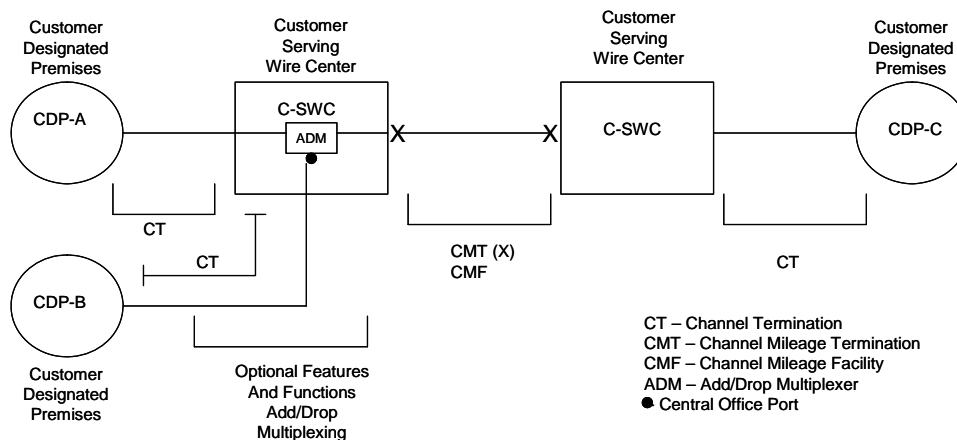 Customer
Designated
Premises
Customer
Serving
Wire Center
Customer
Serving
Wire Center
Customer
Designated
Premises
CDP-A
C-SWC
ADM
X
X
C-SWC
CDP-C
CT
CMT (X)
CMF
CT
CT
CDP-B
Customer
Designated
Premises
Optional Features
And Functions
Add/Drop
Multiplexing
CT – Channel Termination
CMT – Channel Mileage Termination
CMF – Channel Mileage Facility
ADM – Add/Drop Multiplexer
Central Office Port